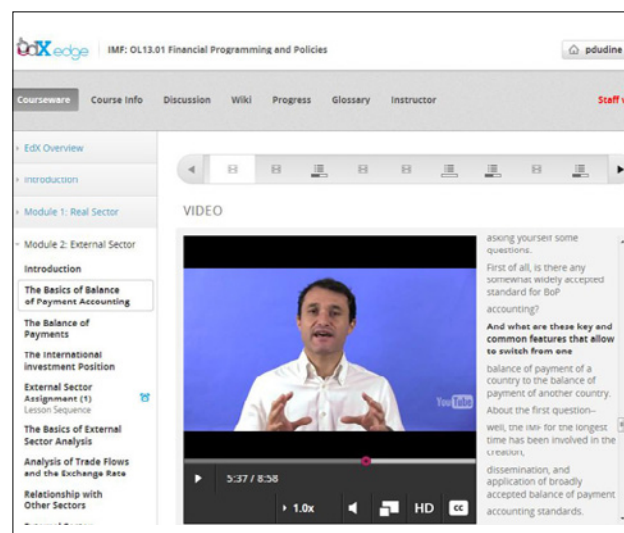 edX edge
IMF: OL13.01 Financial Programming and Policies
pdudine
Courseware
Course Info
Discussion
Wiki
Progress
Glossary
Instructor
Staff v
EdX Overview
Introduction
Module 1: Real Sector
Module 2: External Sector
Introduction
The Basics of Balance
of Payment Accounting
The Balance of
Payments
The International
Investment Position
External Sector
Assignment (1)
Lesson Sequence
The Basics of External
Sector Analysis
Analysis of Trade Flows
and the Exchange Rate
Relationship with
Other Sectors
External Sector
VIDEO
YouTube
5:37 / 8:58
1.0x
HD
CC
asking yourself some
questions.
First of all, is there any
somewhat widely accepted
standard for BoP
accounting?
And what are these key and
common features that allow
to switch from one
balance of payment of a
country to the balance of
payment of another country.
About the first question--
well, the IMF for the longest
time has been involved in the
creation,
dissemination, and
application of broadly
accepted balance of payment
accounting standards.